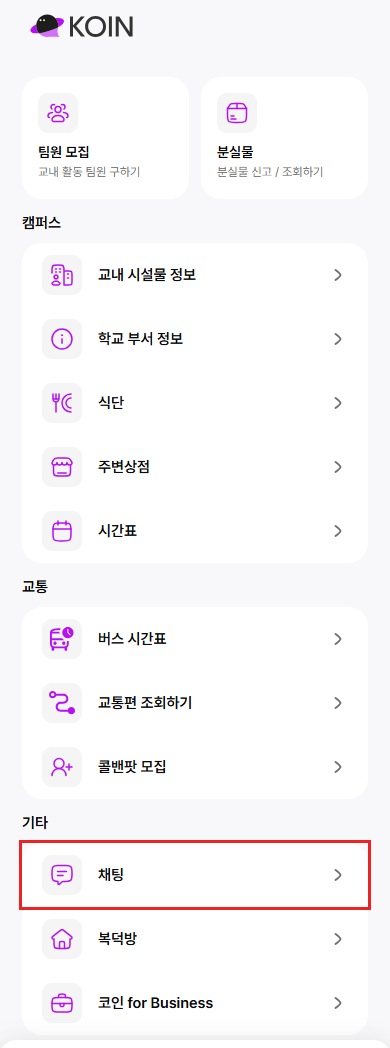 KOIN
팀원 모집
교내 활동 팀원 구하기
분실물
분실물 신고 / 조회하기
캠퍼스
교내 시설물 정보
학교 부서 정보
식단
주변상점
시간표
교통
버스 시간표
교통편 조회하기
콜밴팟 모집
기타
채팅
복덕방
코인 for Business